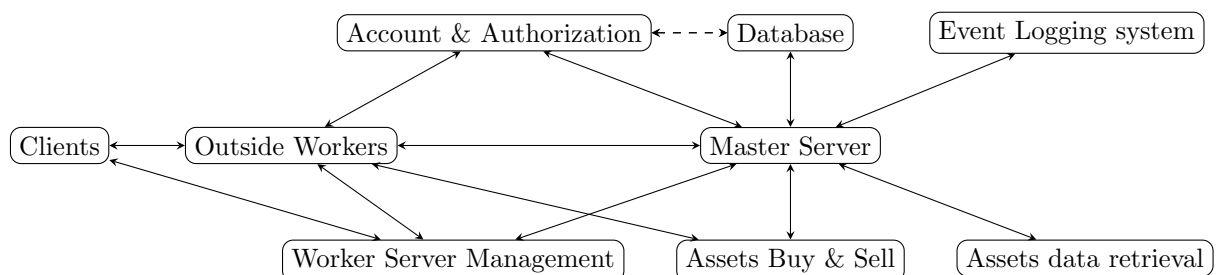 Account & Authorization
Database
Event Logging system
Clients
Outside Workers
Master Server
Worker Server Management
Assets Buy & Sell
Assets data retrieval